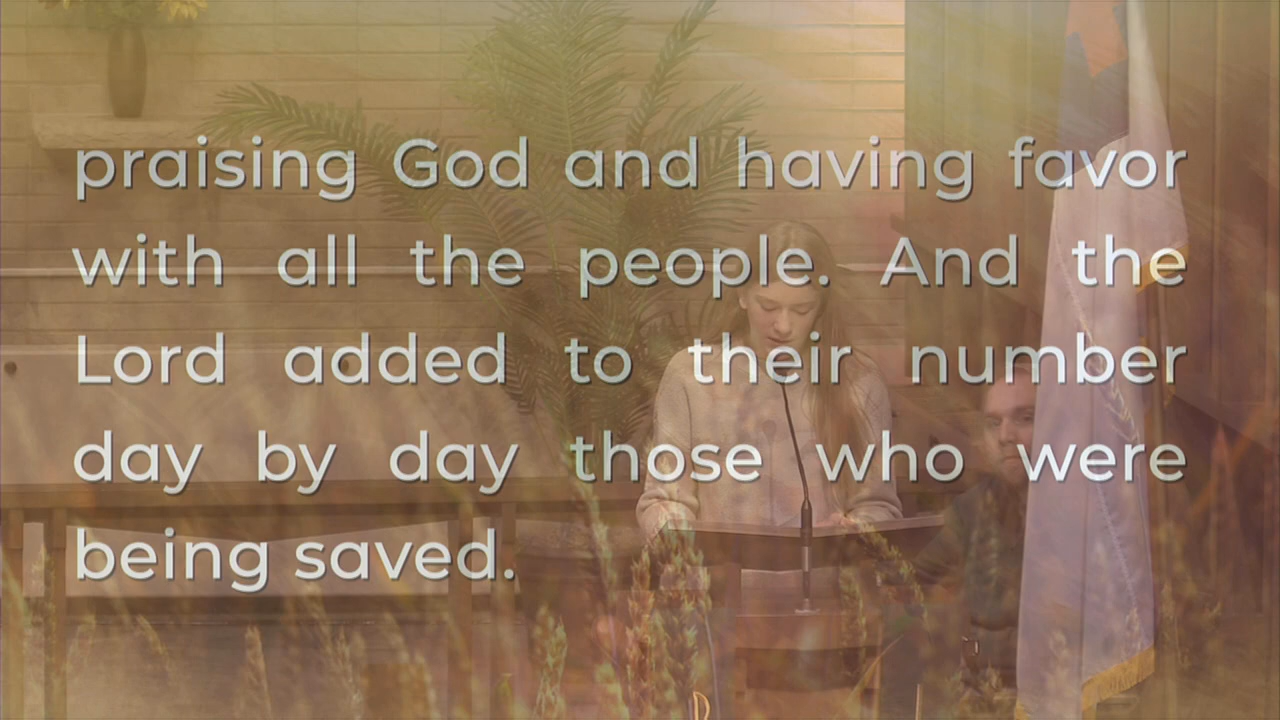 praising God and having favor
with all the people. And the
Lord added to their number
day by day those who were
being saved.